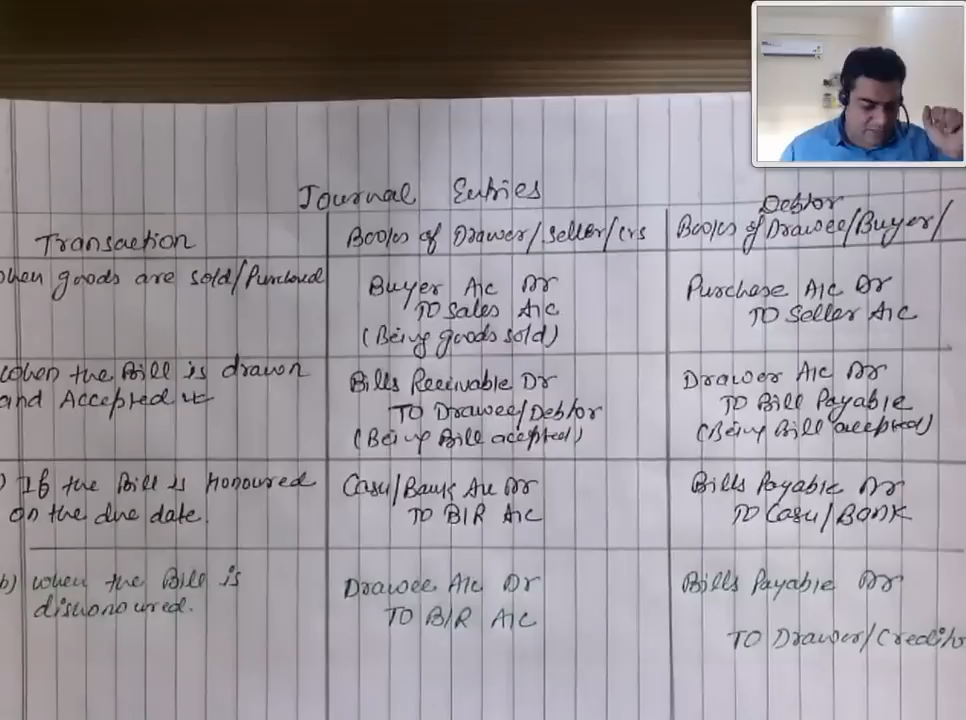 Journal Entries
Transaction
Books of Drawer/Seller/crs
Debtor
Books of Drawee/Buyer/
when goods are sold/Purchased
Buyer A/c Dr
To Sales A/c
(Being goods sold)
Purchase A/c Dr
To Seller A/c
when the Bill is drawn
and Accepted
Bills Receivable Dr
To Drawee/Debtor
(Being Bill accepted)
Drawer A/c Dr
To Bill Payable
(Being Bill accepted)
) If the Bill is Honoured
on the due date.
Cash/Bank A/c Dr
To B/R A/c
Bills Payable Dr
To Cash/Bank
b) when the Bill is
dishonoured.
Drawee A/c Dr
To B/R A/c
Bills Payable Dr
To Drawer/Creditor